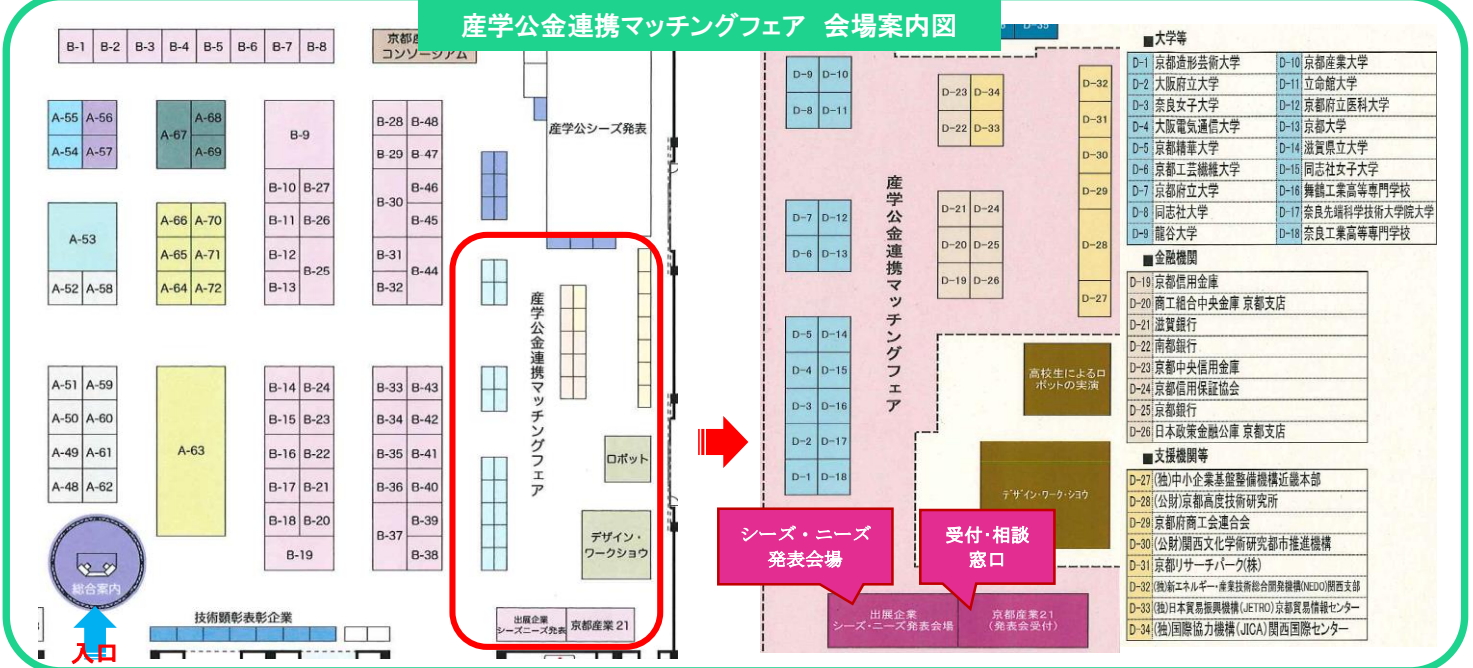 産学公金連携マッチングフェア 会場案内図
B-1 B-2 B-3 B-4 B-5 B-6 B-7 B-8
京都産
コンソーシアム
A-55 A-56
A-54 A-57
A-67 A-68
A-69
B-9
B-28 B-48
B-29 B-47
B-30 B-46
B-45
B-31
B-44
B-32
産学公シーズ発表
A-53
A-52 A-58
A-66 A-70
A-65 A-71
A-64 A-72
B-10 B-27
B-11 B-26
B-12
B-25
B-13
A-51 A-59
A-50 A-60
A-49 A-61
A-48 A-62
A-63
B-14 B-24
B-15 B-23
B-16 B-22
B-17 B-21
B-18 B-20
B-19
B-33 B-43
B-34 B-42
B-35 B-41
B-36 B-40
B-37 B-39
B-38
産学公金連携マッチングフェア
ロボット
デザイン・
ワークショウ
総合案内
入口
技術顕彰表彰企業
出展企業
シーズニーズ発表
京都産業21
D-35
D-9 D-10
D-8 D-11
D-7 D-12
D-6 D-13
D-5 D-14
D-4 D-15
D-3 D-16
D-2 D-17
D-1 D-18
産学公金連携マッチングフェア
D-23 D-34
D-22 D-33
D-21 D-24
D-20 D-25
D-19 D-26
D-32
D-31
D-30
D-29
D-28
D-27
高校生によるロ
ボットの実演
デザイン・ワーク・ショウ
シーズ・ニーズ
発表会場
受付・相談
窓口
出展企業
シーズ・ニーズ発表会場
京都産業21
(発表会受付)
■大学等
D-1 京都造形芸術大学 D-10 京都産業大学
D-2 大阪府立大学 D-11 立命館大学
D-3 奈良女子大学 D-12 京都府立医科大学
D-4 大阪電気通信大学 D-13 京都大学
D-5 京都精華大学 D-14 滋賀県立大学
D-6 京都工芸繊維大学 D-15 同志社女子大学
D-7 京都府立大学 D-16 舞鶴工業高等専門学校
D-8 同志社大学 D-17 奈良先端科学技術大学院大学
D-9 龍谷大学 D-18 奈良工業高等専門学校
■金融機関
D-19 京都信用金庫
D-20 商工組合中央金庫 京都支店
D-21 滋賀銀行
D-22 南都銀行
D-23 京都中央信用金庫
D-24 京都信用保証協会
D-25 京都銀行
D-26 日本政策金融公庫 京都支店
■支援機関等
D-27 (独)中小企業基盤整備機構近畿本部
D-28 (公財)京都高度技術研究所
D-29 京都府商工会連合会
D-30 (公財)関西文化学術研究都市推進機構
D-31 京都リサーチパーク(株)
D-32 (独)新エネルギー・産業技術総合開発機構(NEDO)関西支部
D-33 (独)日本貿易振興機構(JETRO)京都貿易情報センター
D-34 (独)国際協力機構(JICA)関西国際センター